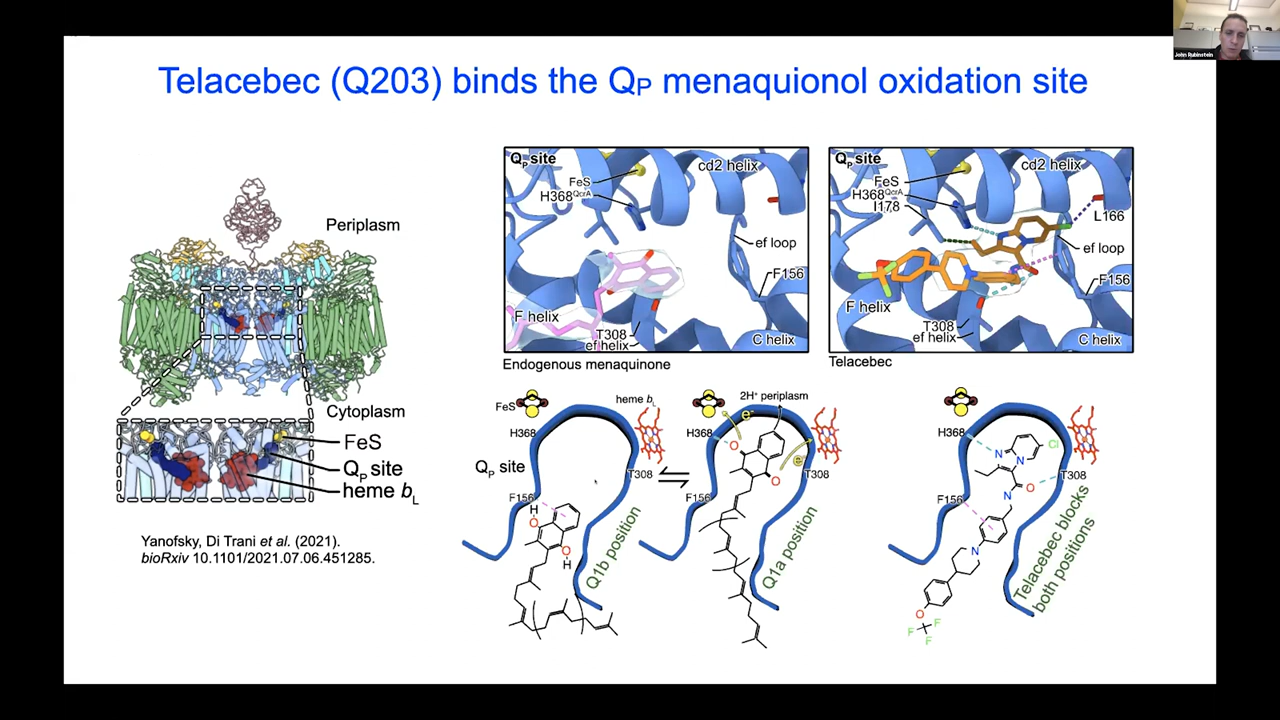 John Rubinstein
Telacebec (Q203) binds the QP menaquionol oxidation site
Periplasm
Cytoplasm
FeS
QP site
heme bL
Yanofsky, Di Trani et al. (2021).
bioRxiv 10.1101/2021.07.06.451285.
QP site
cd2 helix
FeS
H368QcrA
ef loop
F156
F helix
T308
ef helix
C helix
Endogenous menaquinone
QP site
cd2 helix
FeS
H368QcrA
I178
L166
ef loop
F156
F helix
T308
ef helix
C helix
Telacebec
FeS
heme bL
H368
QP site
T308
F156
H
O
O
H
Q1b position
2H+ periplasm
e-
H368
O
e-
O
T308
F156
Q1a position
H368
Cl
N
N
T308
O
F156
N
H
N
O
F
F
F
Telacebec blocks
both positions